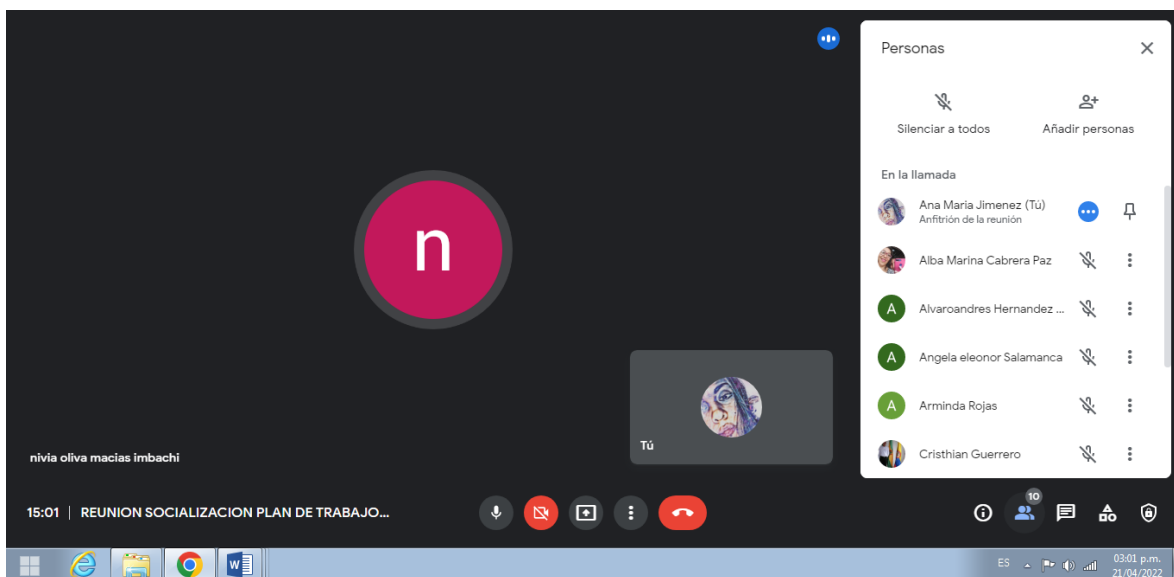 Personas
Silenciar a todos
Añadir personas
En la llamada
Ana Maria Jimenez (Tú)
Anfitrión de la reunión
Alba Marina Cabrera Paz
A
Alvaroandres Hernandez ...
A
Angela eleonor Salamanca
A
Arminda Rojas
Cristhian Guerrero
n
Tú
nivia oliva macias imbachi
15:01 | REUNION SOCIALIZACION PLAN DE TRABAJO...
10
W
ES
03:01 p.m.
21/04/2022